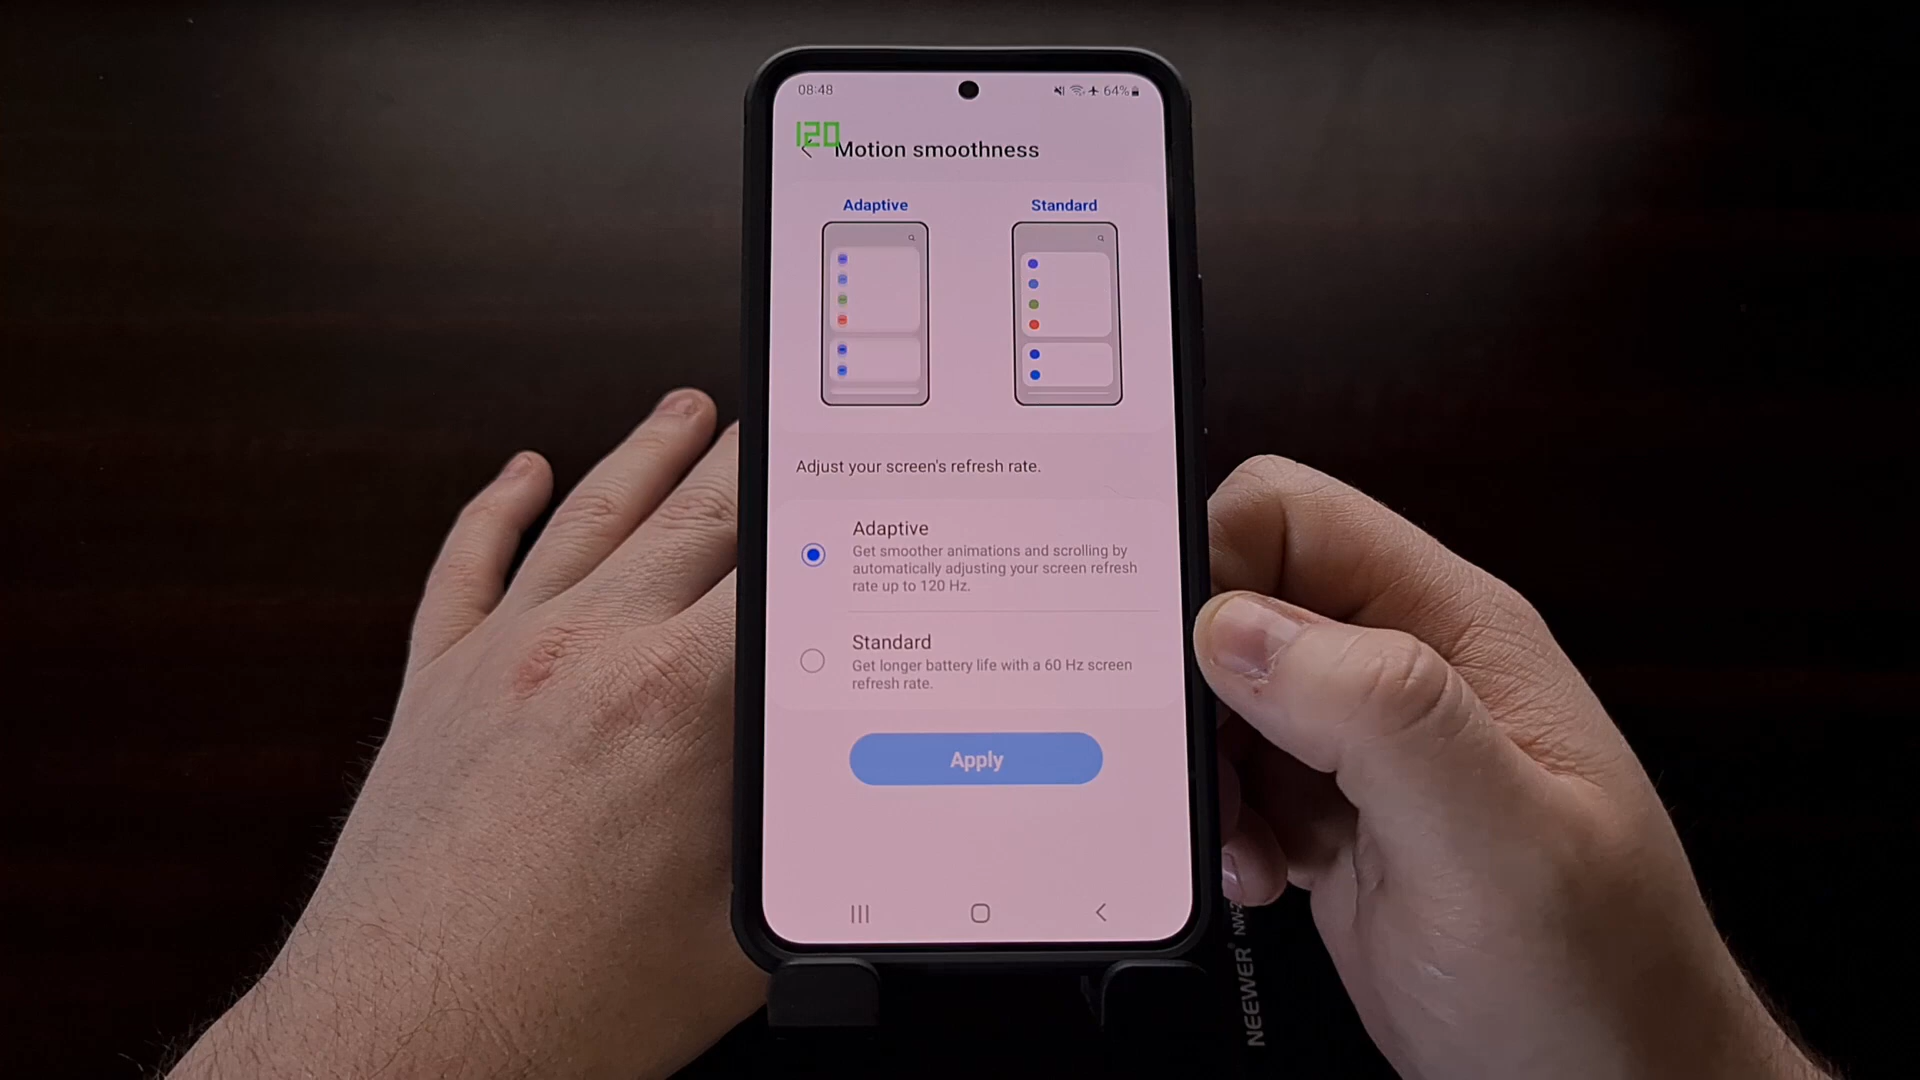 08:48
64%
120
Motion smoothness
Adaptive
Standard
Adjust your screen's refresh rate.
Adaptive
Get smoother animations and scrolling by
automatically adjusting your screen refresh
rate up to 120 Hz.
Standard
Get longer battery life with a 60 Hz screen
refresh rate.
Apply
NEEWER®